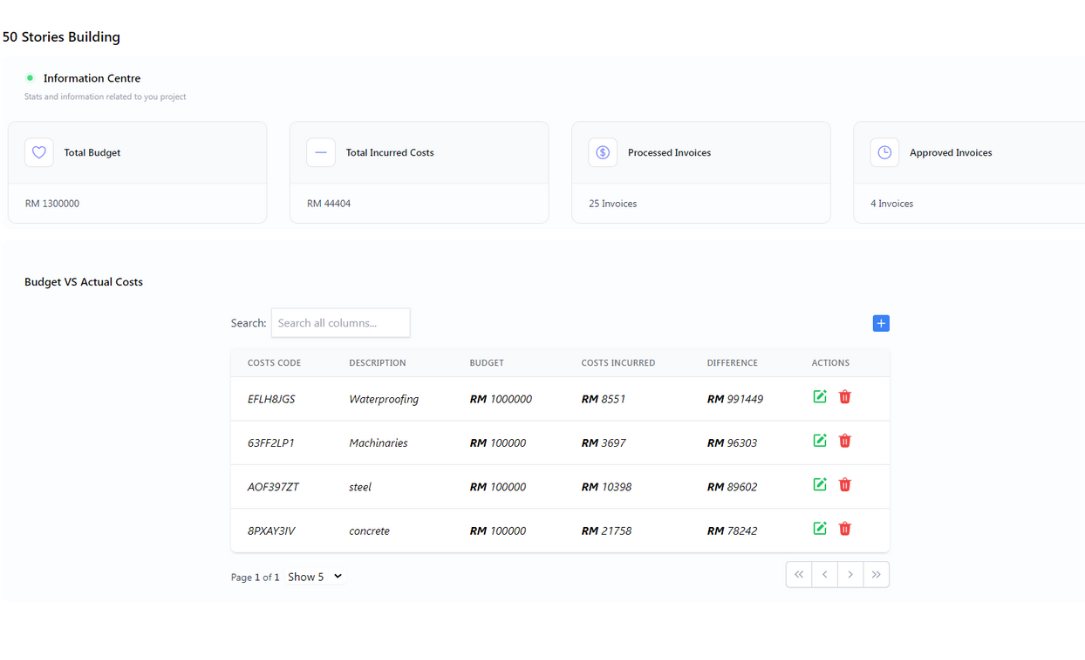 50 Stories Building
Information Centre
Stats and information related to you project
Total Budget
RM 1300000
Total Incurred Costs
RM 44404
Processed Invoices
25 Invoices
Approved Invoices
4 Invoices
Budget VS Actual Costs
Search: Search all columns...
COSTS CODE DESCRIPTION BUDGET COSTS INCURRED DIFFERENCE ACTIONS
EFLH8JGS Waterproofing RM 1000000 RM 8551 RM 991449
63FF2LP1 Machinaries RM 100000 RM 3697 RM 96303
AOF397ZT steel RM 100000 RM 10398 RM 89602
8PXAY3IV concrete RM 100000 RM 21758 RM 78242
Page 1 of 1 Show 5